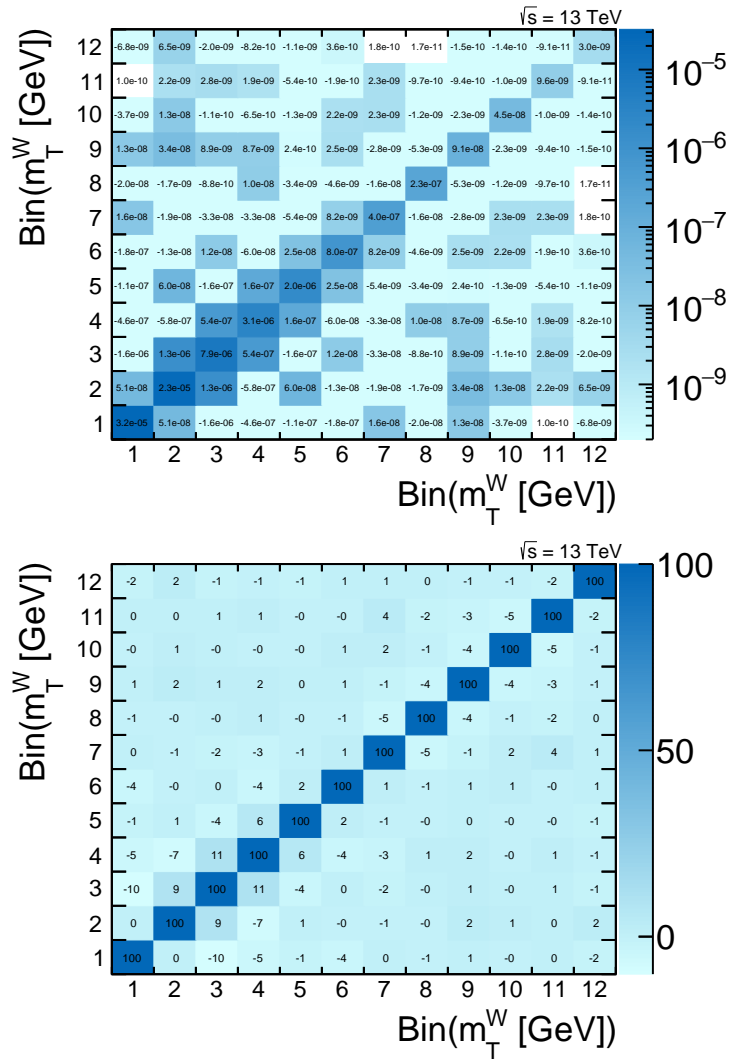 √s = 13 TeV
Bin(m_T^W [GeV])
12 -6.8e-09 6.5e-09 -2.0e-09 -8.2e-10 -1.1e-09 3.6e-10 1.8e-10 1.7e-11 -1.5e-10 -1.4e-10 -9.1e-11 3.0e-09
11 1.0e-10 2.2e-09 2.8e-09 1.9e-09 -5.4e-10 -1.9e-10 2.3e-09 -9.7e-10 -9.4e-10 -1.0e-09 9.6e-09 -9.1e-11
10 -3.7e-09 1.3e-08 -1.1e-10 -6.5e-10 -1.3e-09 2.2e-09 2.3e-09 -1.2e-09 -2.3e-09 4.5e-08 -1.0e-09 -1.4e-10
9 1.3e-08 3.4e-08 8.9e-09 8.7e-09 2.4e-10 2.5e-09 -2.8e-09 -5.3e-09 9.1e-08 -2.3e-09 -9.4e-10 -1.5e-10
8 -2.0e-08 -1.7e-09 -8.8e-10 1.0e-08 -3.4e-09 -4.6e-09 -1.6e-08 2.3e-07 -5.3e-09 -1.2e-09 -9.7e-10 1.7e-11
7 1.6e-08 -1.9e-08 -3.3e-08 -3.3e-08 -5.4e-09 8.2e-09 4.0e-07 -1.6e-08 -2.8e-09 2.3e-09 2.3e-09 1.8e-10
6 -1.8e-07 -1.3e-08 1.2e-08 -6.0e-08 2.5e-08 8.0e-07 8.2e-09 -4.6e-09 2.5e-09 2.2e-09 -1.9e-10 3.6e-10
5 -1.1e-07 6.0e-08 -1.6e-07 1.6e-07 2.0e-06 2.5e-08 -5.4e-09 -3.4e-09 2.4e-10 -1.3e-09 -5.4e-10 -1.1e-09
4 -4.6e-07 -5.8e-07 5.4e-07 3.1e-06 1.6e-07 -6.0e-08 -3.3e-08 1.0e-08 8.7e-09 -6.5e-10 1.9e-09 -8.2e-10
3 -1.6e-06 1.3e-06 7.9e-06 5.4e-07 -1.6e-07 1.2e-08 -3.3e-08 -8.8e-10 8.9e-09 -1.1e-10 2.8e-09 -2.0e-09
2 5.1e-08 2.3e-05 1.3e-06 -5.8e-07 6.0e-08 -1.3e-08 -1.9e-08 -1.7e-09 3.4e-08 1.3e-08 2.2e-09 6.5e-09
1 3.2e-05 5.1e-08 -1.6e-06 -4.6e-07 -1.1e-07 -1.8e-07 1.6e-08 -2.0e-08 1.3e-08 -3.7e-09 1.0e-10 -6.8e-09
1 2 3 4 5 6 7 8 9 10 11 12
Bin(m_T^W [GeV])
10^−5
10^−6
10^−7
10^−8
10^−9
√s = 13 TeV
Bin(m_T^W [GeV])
12 -2 2 -1 -1 -1 1 1 0 -1 -1 -2 100
11 0 0 1 1 -0 -0 4 -2 -3 -5 100 -2
10 -0 1 -0 -0 -0 1 2 -1 -4 100 -5 -1
9 1 2 1 2 0 1 -1 -4 100 -4 -3 -1
8 -1 -0 -0 1 -0 -1 -5 100 -4 -1 -2 0
7 0 -1 -2 -3 -1 1 100 -5 -1 2 4 1
6 -4 -0 0 -4 2 100 1 -1 1 1 -0 1
5 -1 1 -4 6 100 2 -1 -0 0 -0 -0 -1
4 -5 -7 11 100 6 -4 -3 1 2 -0 1 -1
3 -10 9 100 11 -4 0 -2 -0 1 -0 1 -1
2 0 100 9 -7 1 -0 -1 -0 2 1 0 2
1 100 0 -10 -5 -1 -4 0 -1 1 -0 0 -2
1 2 3 4 5 6 7 8 9 10 11 12
Bin(m_T^W [GeV])
100
50
0